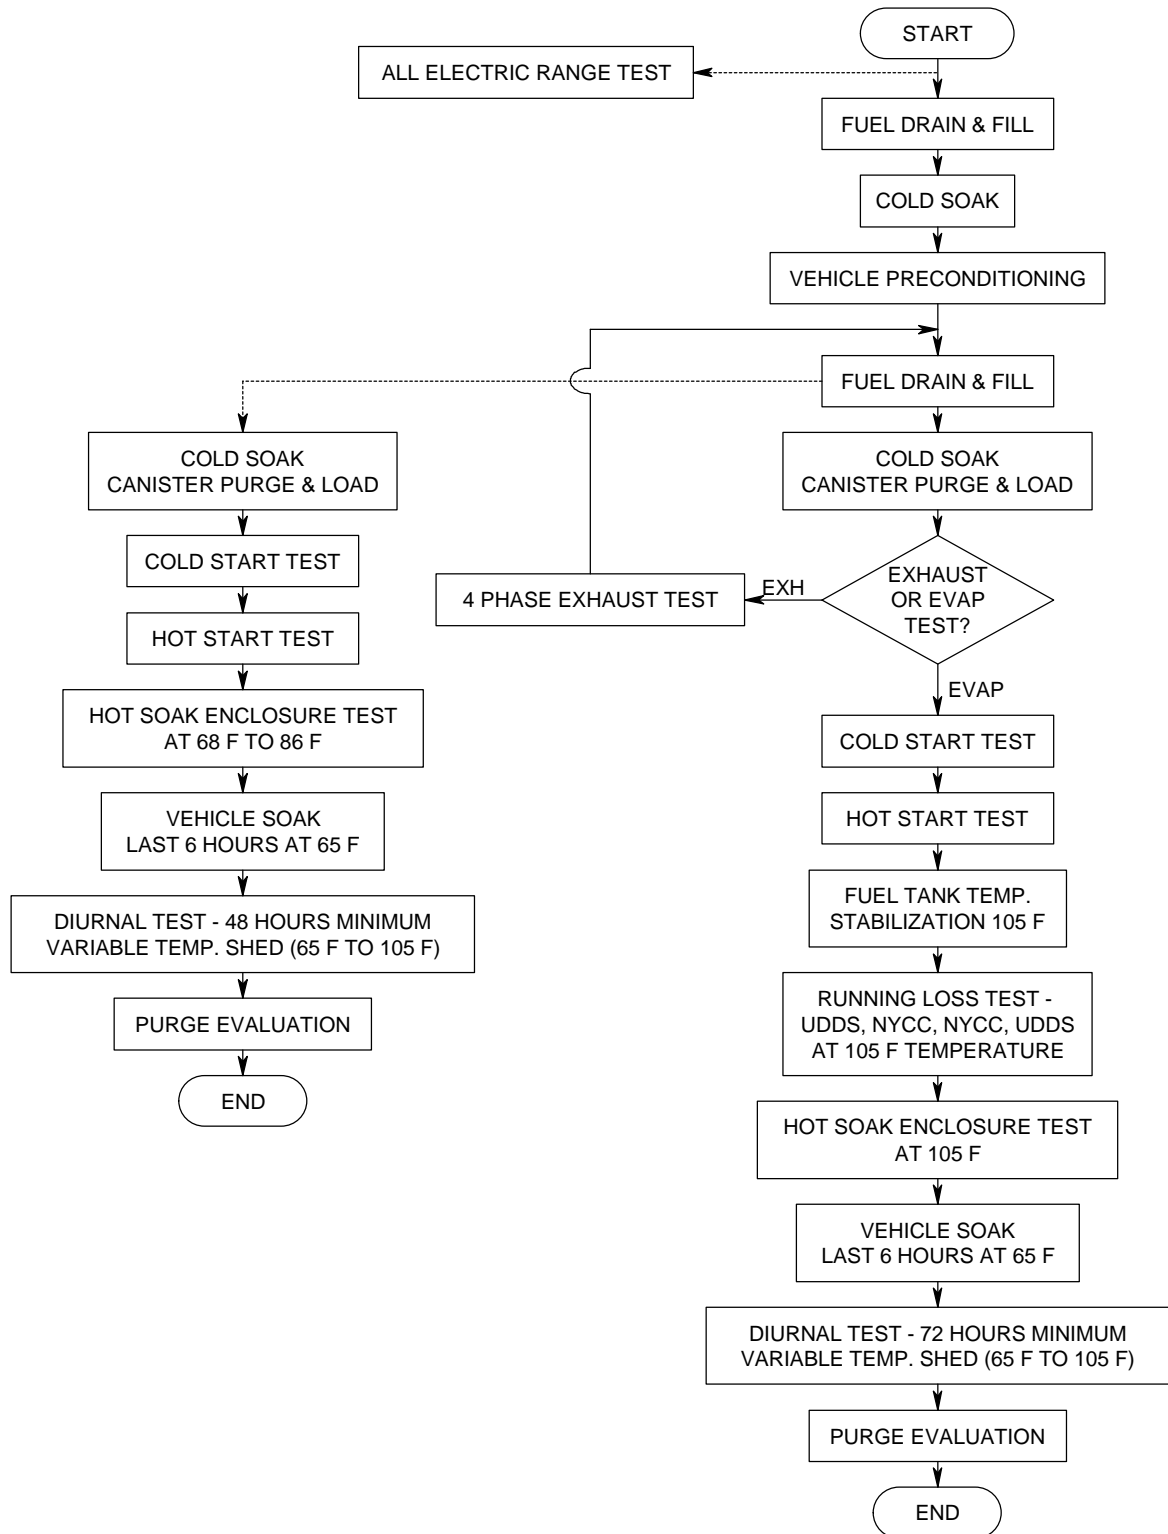 START
ALL ELECTRIC RANGE TEST
FUEL DRAIN & FILL
COLD SOAK
VEHICLE PRECONDITIONING
FUEL DRAIN & FILL
COLD SOAK
CANISTER PURGE & LOAD
COLD START TEST
HOT START TEST
HOT SOAK ENCLOSURE TEST
AT 68 F TO 86 F
VEHICLE SOAK
LAST 6 HOURS AT 65 F
DIURNAL TEST - 48 HOURS MINIMUM
VARIABLE TEMP. SHED (65 F TO 105 F)
PURGE EVALUATION
END
COLD SOAK
CANISTER PURGE & LOAD
EXHAUST
OR EVAP
TEST?
EXH
4 PHASE EXHAUST TEST
EVAP
COLD START TEST
HOT START TEST
FUEL TANK TEMP.
STABILIZATION 105 F
RUNNING LOSS TEST -
UDDS, NYCC, NYCC, UDDS
AT 105 F TEMPERATURE
HOT SOAK ENCLOSURE TEST
AT 105 F
VEHICLE SOAK
LAST 6 HOURS AT 65 F
DIURNAL TEST - 72 HOURS MINIMUM
VARIABLE TEMP. SHED (65 F TO 105 F)
PURGE EVALUATION
END